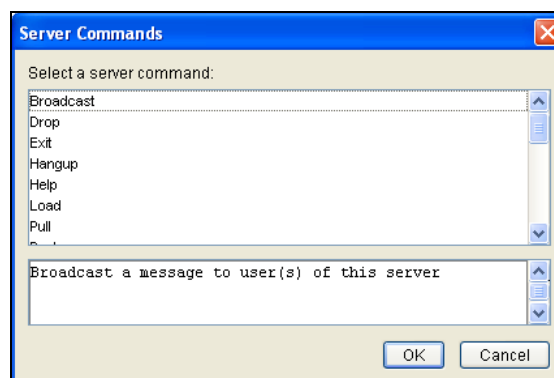 Server Commands
Select a server command:
Broadcast
Drop
Exit
Hangup
Help
Load
Pull
Broadcast a message to user(s) of this server
OK
Cancel